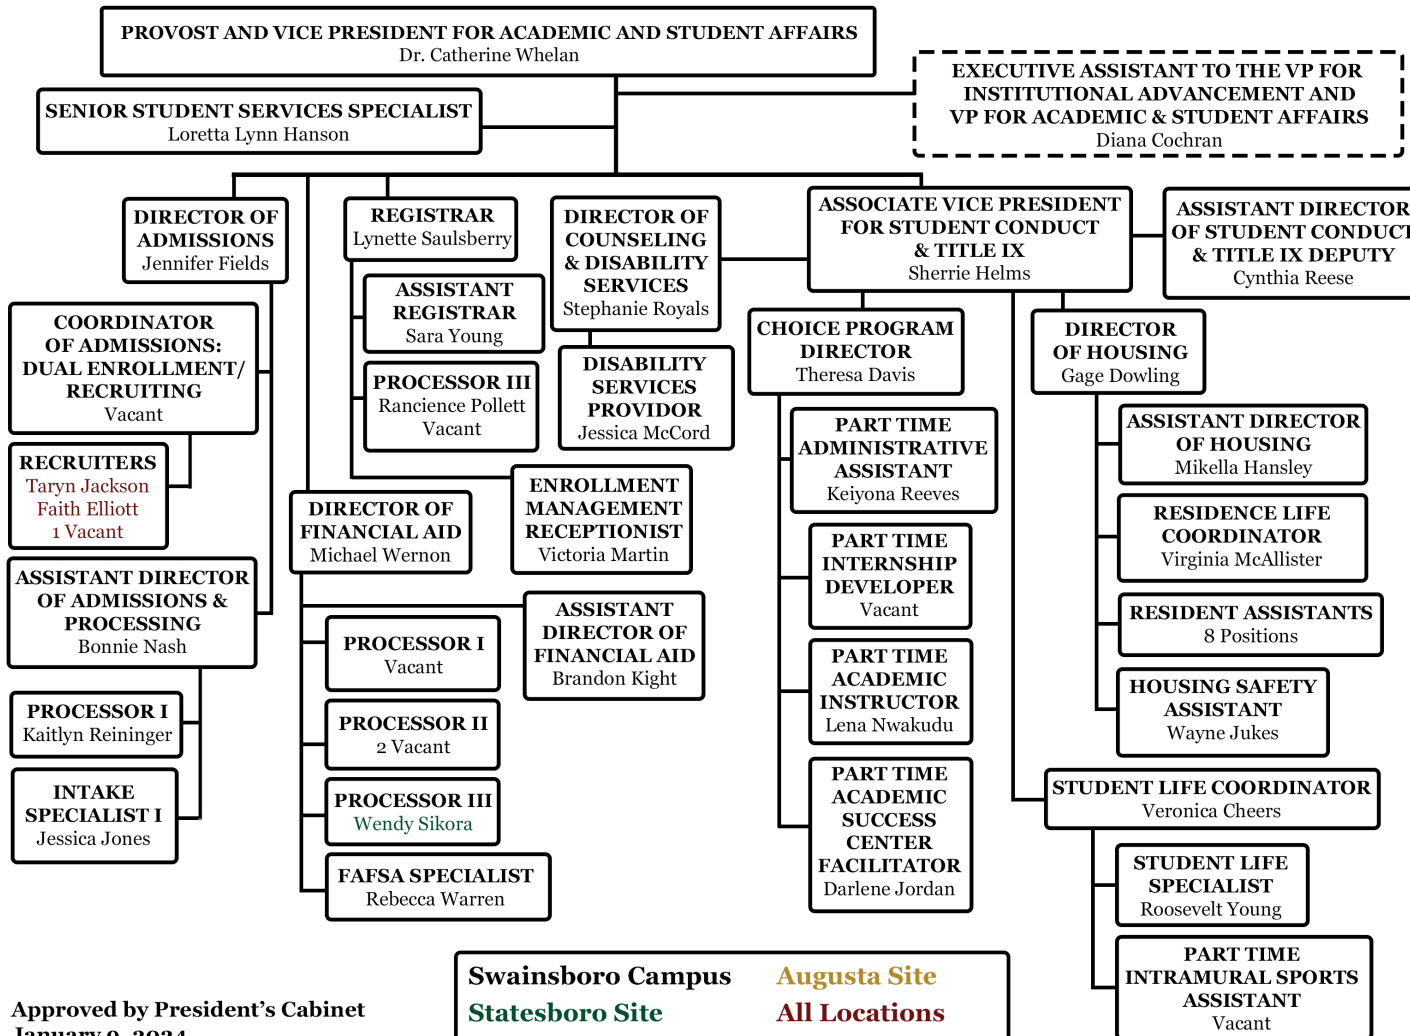 PROVOST AND VICE PRESIDENT FOR ACADEMIC AND STUDENT AFFAIRS
Dr. Catherine Whelan
EXECUTIVE ASSISTANT TO THE VP FOR
INSTITUTIONAL ADVANCEMENT AND
VP FOR ACADEMIC & STUDENT AFFAIRS
Diana Cochran
SENIOR STUDENT SERVICES SPECIALIST
Loretta Lynn Hanson
DIRECTOR OF
ADMISSIONS
Jennifer Fields
COORDINATOR
OF ADMISSIONS:
DUAL ENROLLMENT/
RECRUITING
Vacant
RECRUITERS
Taryn Jackson
Faith Elliott
1 Vacant
ASSISTANT DIRECTOR
OF ADMISSIONS &
PROCESSING
Bonnie Nash
PROCESSOR I
Kaitlyn Reininger
INTAKE
SPECIALIST I
Jessica Jones
REGISTRAR
Lynette Saulsberry
ASSISTANT
REGISTRAR
Sara Young
PROCESSOR III
Rancience Pollett
Vacant
ENROLLMENT
MANAGEMENT
RECEPTIONIST
Victoria Martin
DIRECTOR OF
FINANCIAL AID
Michael Wernon
ASSISTANT
DIRECTOR OF
FINANCIAL AID
Brandon Kight
PROCESSOR I
Vacant
PROCESSOR II
2 Vacant
PROCESSOR III
Wendy Sikora
FAFSA SPECIALIST
Rebecca Warren
DIRECTOR OF
COUNSELING
& DISABILITY
SERVICES
Stephanie Royals
DISABILITY
SERVICES
PROVIDOR
Jessica McCord
ASSOCIATE VICE PRESIDENT
FOR STUDENT CONDUCT
& TITLE IX
Sherrie Helms
ASSISTANT DIRECTOR
OF STUDENT CONDUCT
& TITLE IX DEPUTY
Cynthia Reese
CHOICE PROGRAM
DIRECTOR
Theresa Davis
PART TIME
ADMINISTRATIVE
ASSISTANT
Keiyona Reeves
PART TIME
INTERNSHIP
DEVELOPER
Vacant
PART TIME
ACADEMIC
INSTRUCTOR
Lena Nwakudu
PART TIME
ACADEMIC
SUCCESS
CENTER
FACILITATOR
Darlene Jordan
DIRECTOR
OF HOUSING
Gage Dowling
ASSISTANT DIRECTOR
OF HOUSING
Mikella Hansley
RESIDENCE LIFE
COORDINATOR
Virginia McAllister
RESIDENT ASSISTANTS
8 Positions
HOUSING SAFETY
ASSISTANT
Wayne Jukes
STUDENT LIFE COORDINATOR
Veronica Cheers
STUDENT LIFE
SPECIALIST
Roosevelt Young
PART TIME
INTRAMURAL SPORTS
ASSISTANT
Vacant
Swainsboro Campus
Augusta Site
Statesboro Site
All Locations
Approved by President's Cabinet
January 9, 2024